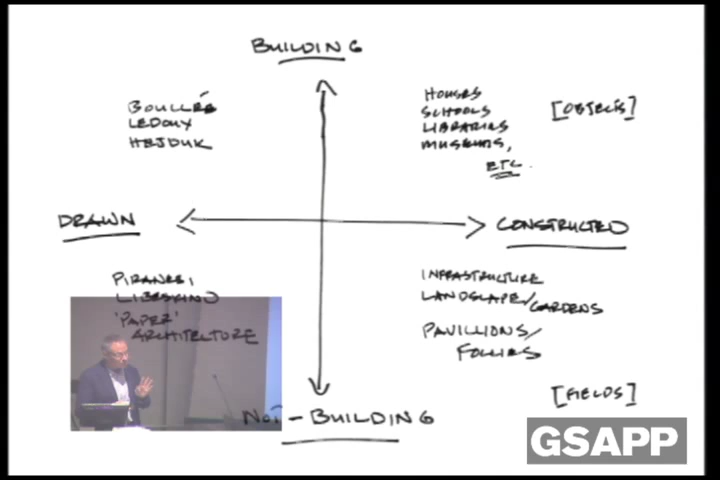 BUILDING
BOULLÉE
LEDOUX
HEJDUK
HOUSES
SCHOOLS
LIBRARIES
MUSEUMS,
ETC.
[OBJECTS]
DRAWN
CONSTRUCTED
PIRANESI
LIBESKIND
'PAPER'
ARCHITECTURE
INFRASTRUCTURE
LANDSCAPE/GARDENS
PAVILLIONS/
FOLLIES
[FIELDS]
NOT-BUILDING
GSAPP